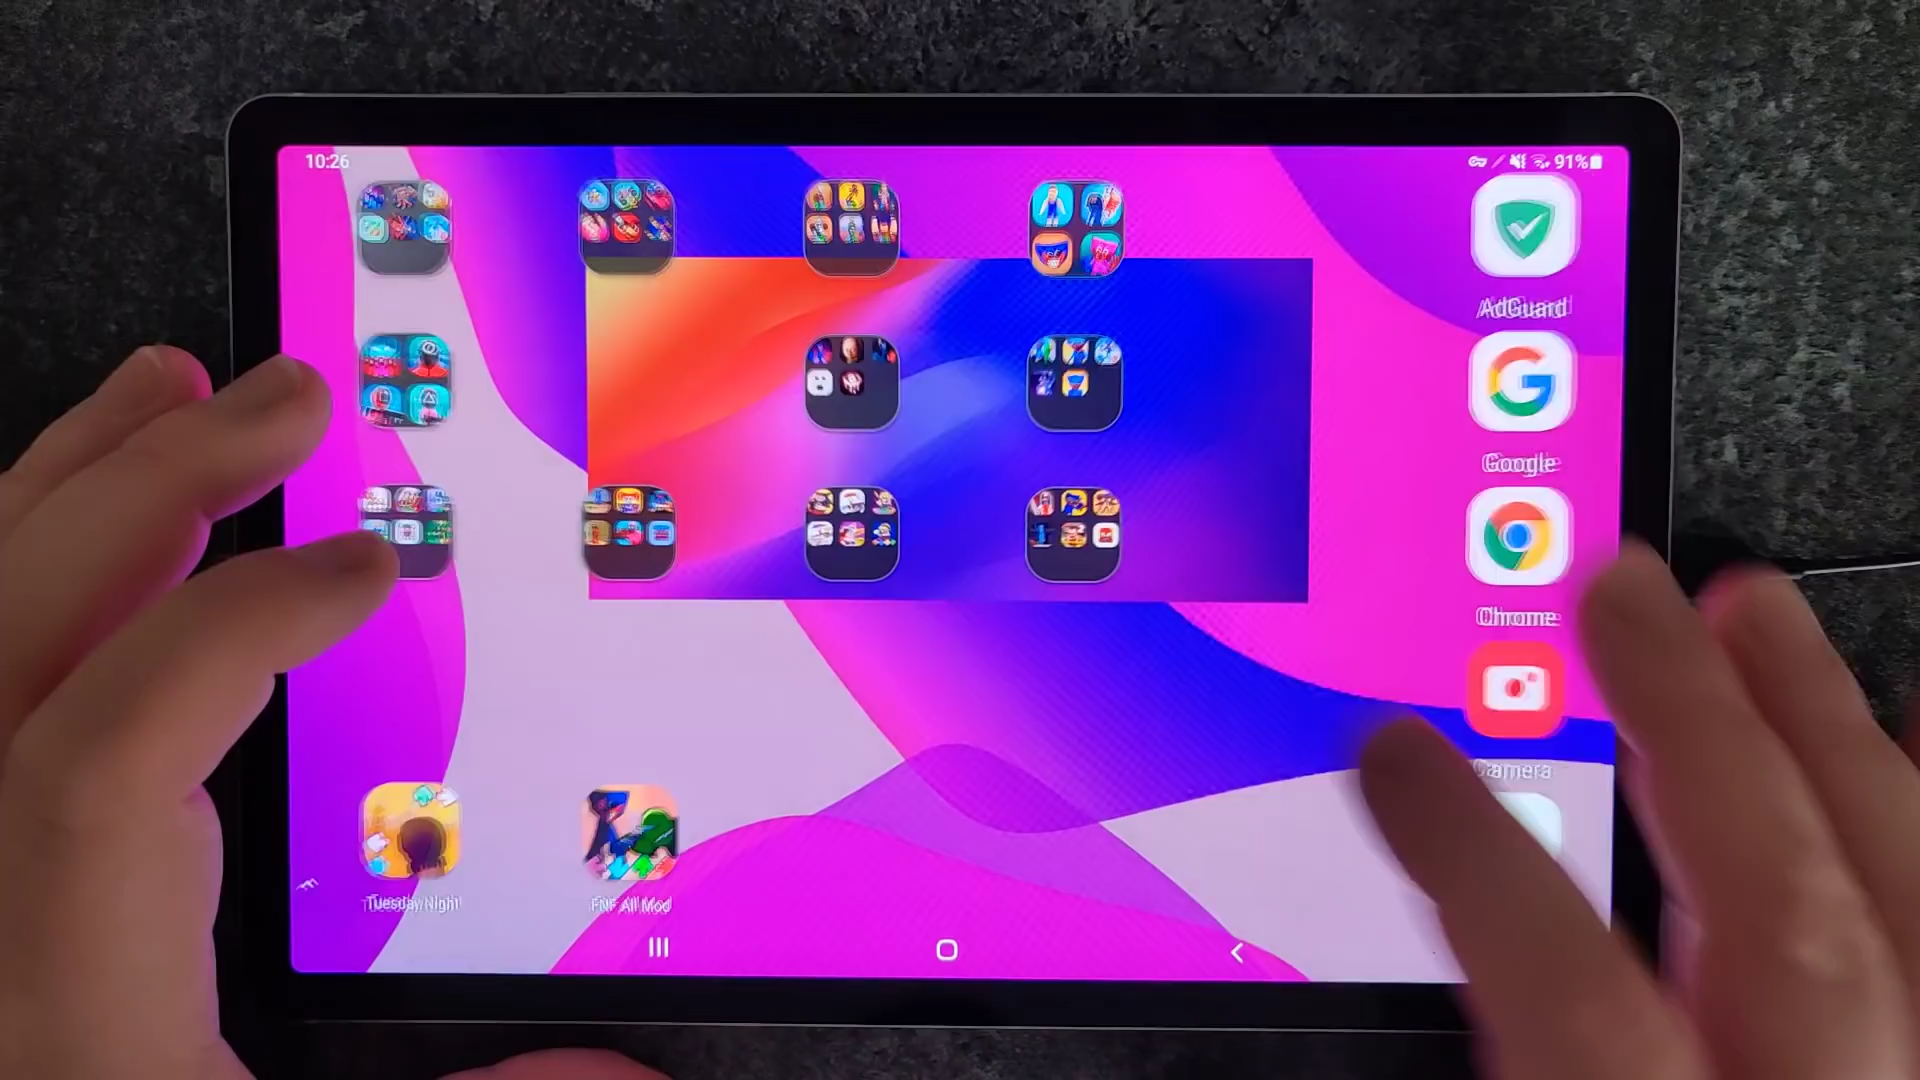 10:26
91%
AdGuard
Google
Chrome
Camera
Tuesday Night
FNF All Mod